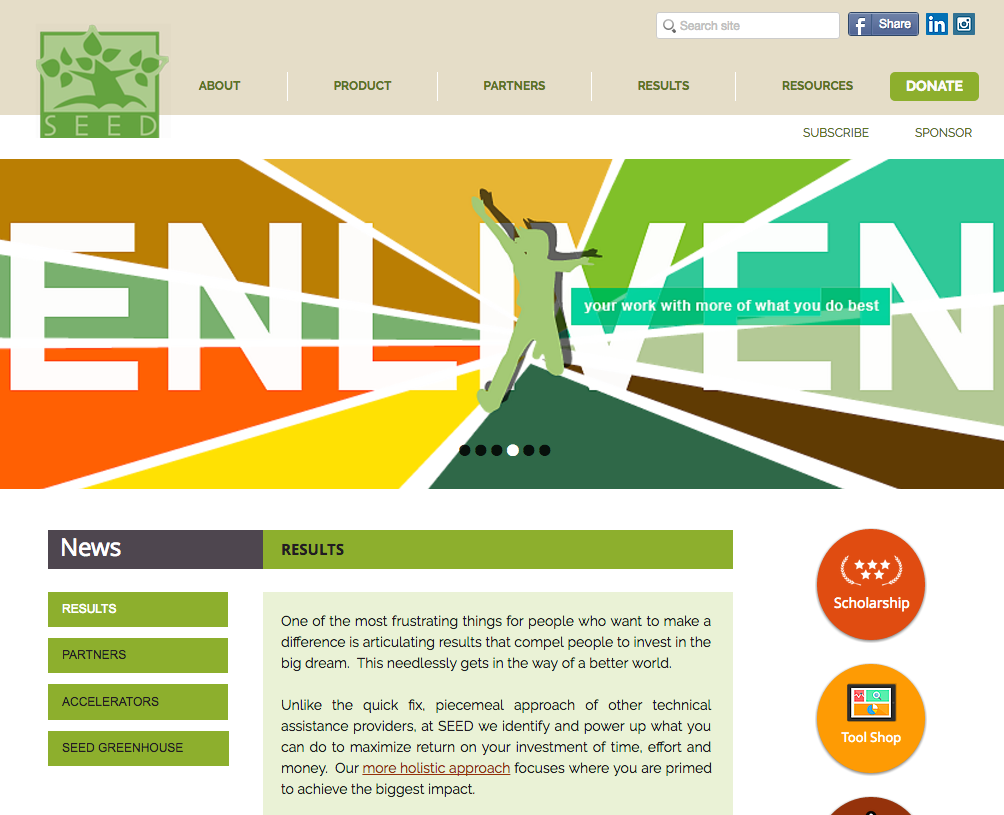 Search site
f Share
in
SEED
ABOUT
PRODUCT
PARTNERS
RESULTS
RESOURCES
DONATE
SUBSCRIBE
SPONSOR
ENLIVEN
your work with more of what you do best
News
RESULTS
RESULTS
PARTNERS
ACCELERATORS
SEED GREENHOUSE
One of the most frustrating things for people who want to make a
difference is articulating results that compel people to invest in the
big dream. This needlessly gets in the way of a better world.
Unlike the quick fix, piecemeal approach of other technical
assistance providers, at SEED we identify and power up what you
can do to maximize return on your investment of time, effort and
money. Our more holistic approach focuses where you are primed
to achieve the biggest impact.
Scholarship
Tool Shop